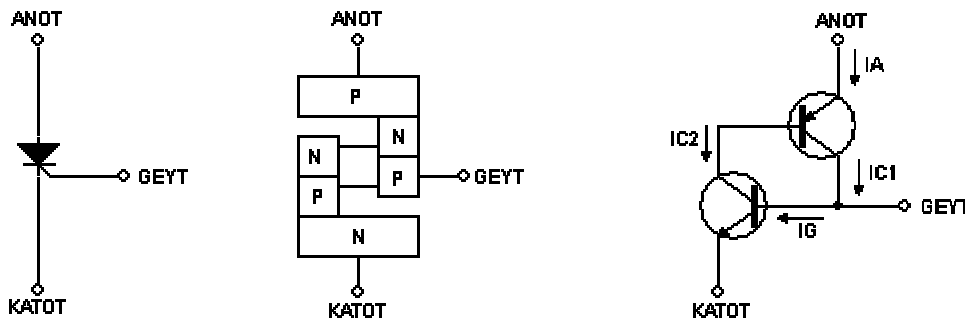 ANOT
GEYT
KATOT
ANOT
P
N
N
P
P
GEYT
N
KATOT
ANOT
IA
IC2
IC1
GEYT
IG
KATOT